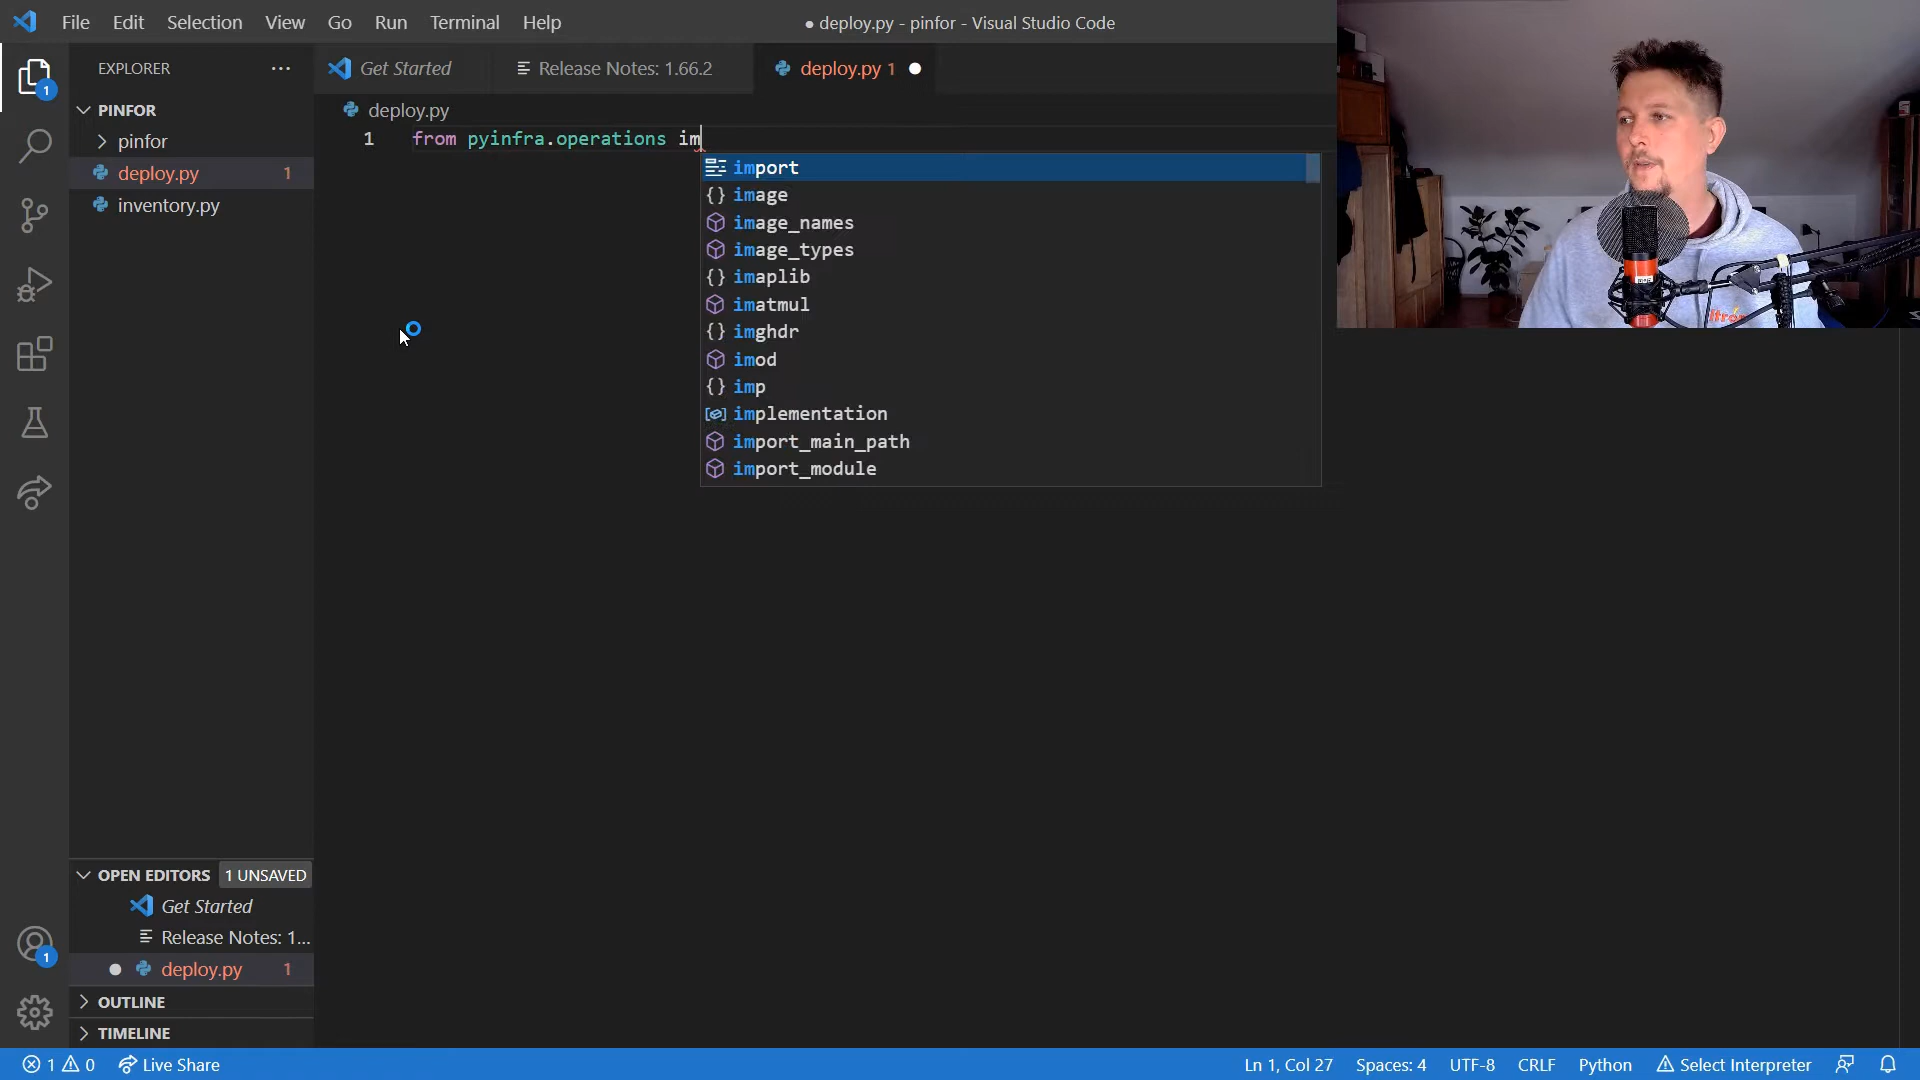 File Edit Selection View Go Run Terminal Help
● deploy.py - pinfor - Visual Studio Code
EXPLORER
Get Started
Release Notes: 1.66.2
deploy.py 1
PINFOR
pinfor
deploy.py 1
inventory.py
deploy.py
1 from pyinfra.operations im
import
image
image_names
image_types
imaplib
imatmul
imghdr
imod
imp
implementation
import_main_path
import_module
1
OPEN EDITORS 1 UNSAVED
Get Started
Release Notes: 1...
deploy.py 1
OUTLINE
TIMELINE
1
1 0 Live Share
Ln 1, Col 27 Spaces: 4 UTF-8 CRLF Python Select Interpreter